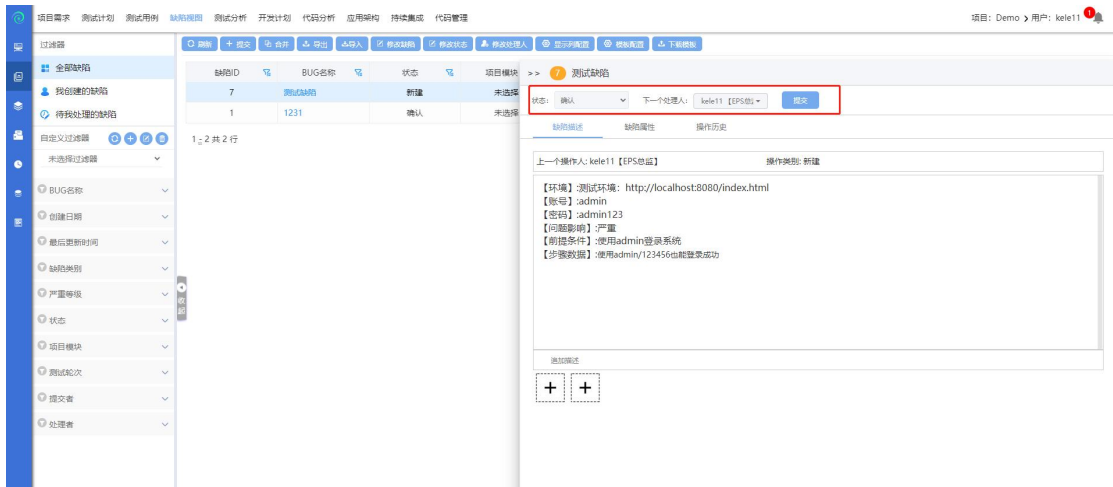 项目需求 测试计划 测试用例 缺陷视图 测试分析 开发计划 代码分析 应用架构 持续集成 代码管理 项目: Demo 用户: kele11 1
过滤器
全部缺陷
我创建的缺陷
待我处理的缺陷
自定义过滤器
未选择过滤器
BUG名称
创建日期
最后更新时间
缺陷类别
严重等级
状态
项目模块
测试轮次
提交者
处理者
收起
刷新 + 提交 合并 导出 导入 修改缺陷 修改状态 修改处理人 显示列配置 模板配置 下载模板
缺陷ID BUG名称 状态 项目模块
7 测试缺陷 新建 未选择
1 1231 确认 未选择
1 - 2 共 2 行
>> 7 测试缺陷
状态: 确认 下一个处理人: kele11【EPS总监 提交
缺陷描述 缺陷属性 操作历史
上一个操作人: kele11【EPS总监】 操作类别: 新建
【环境】:测试环境：http://localhost:8080/index.html
【账号】:admin
【密码】:admin123
【问题影响】:严重
【前提条件】:使用admin登录系统
【步骤数据】:使用admin/123456也能登录成功
追加描述
+ +